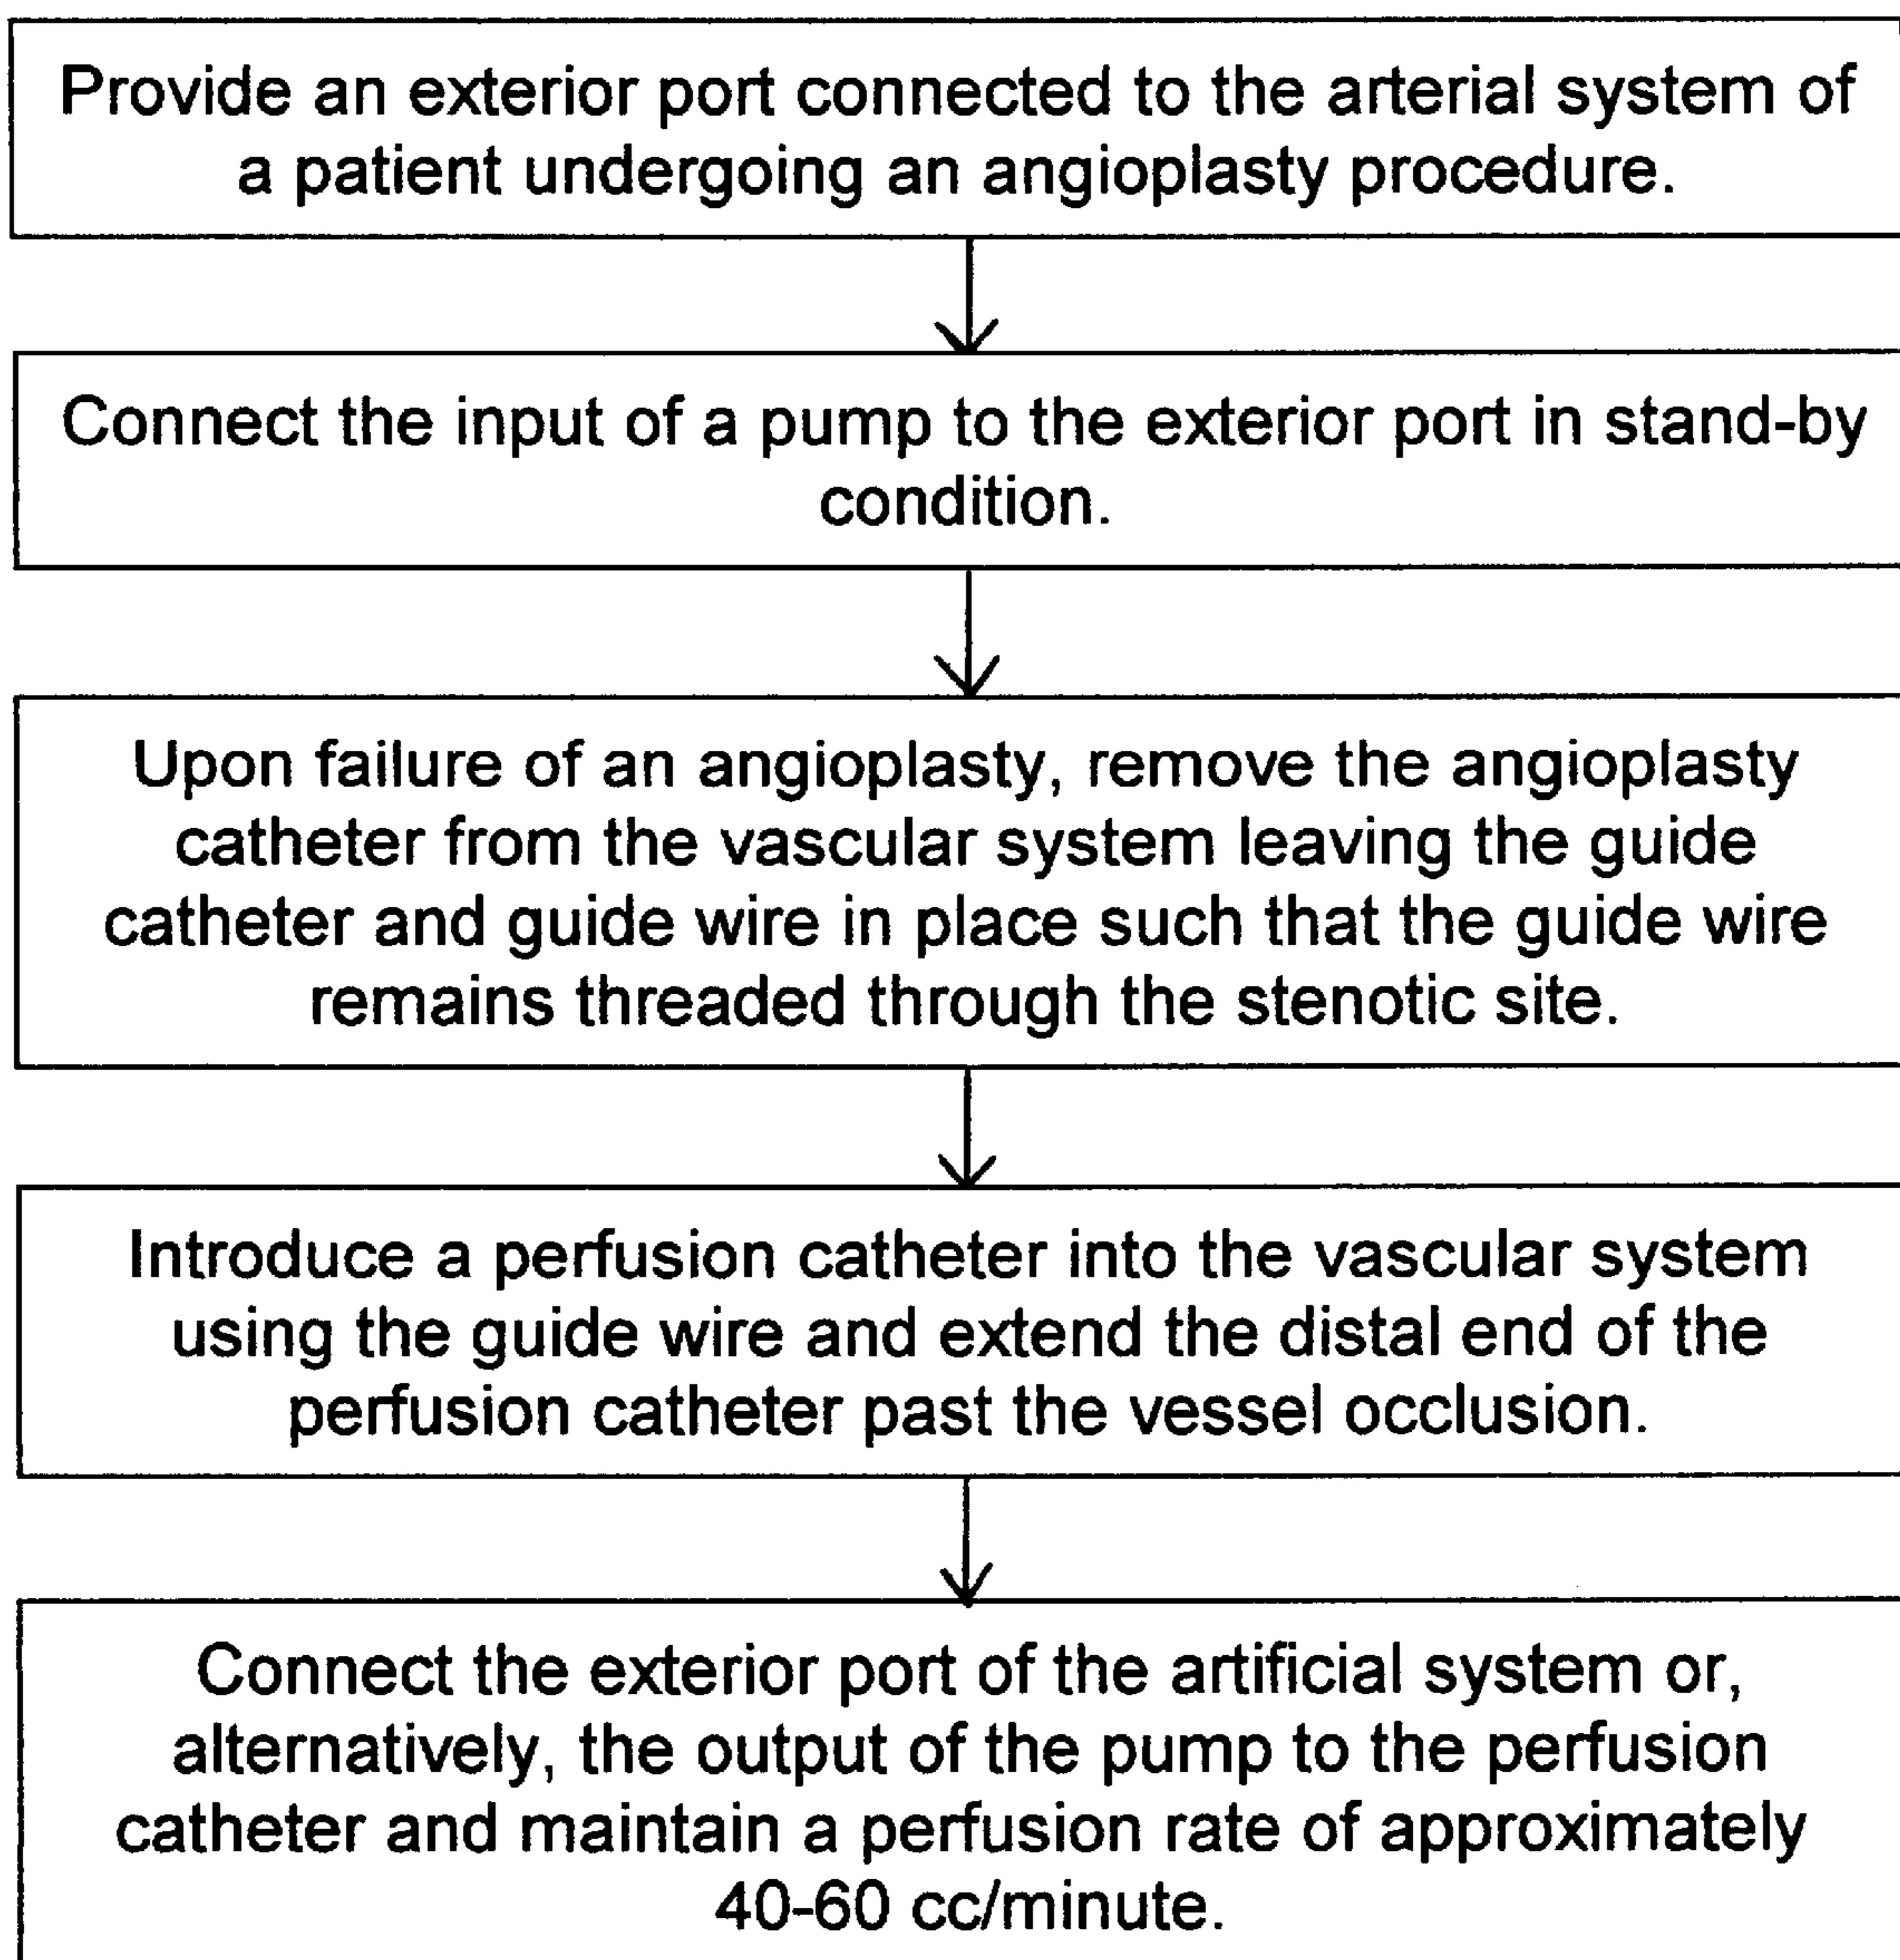 Provide an exterior port connected to the arterial system of
a patient undergoing an angioplasty procedure.
Connect the input of a pump to the exterior port in stand-by
condition.
Upon failure of an angioplasty, remove the angioplasty
catheter from the vascular system leaving the guide
catheter and guide wire in place such that the guide wire
remains threaded through the stenotic site.
Introduce a perfusion catheter into the vascular system
using the guide wire and extend the distal end of the
perfusion catheter past the vessel occlusion.
Connect the exterior port of the artificial system or,
alternatively, the output of the pump to the perfusion
catheter and maintain a perfusion rate of approximately
40-60 cc/minute.